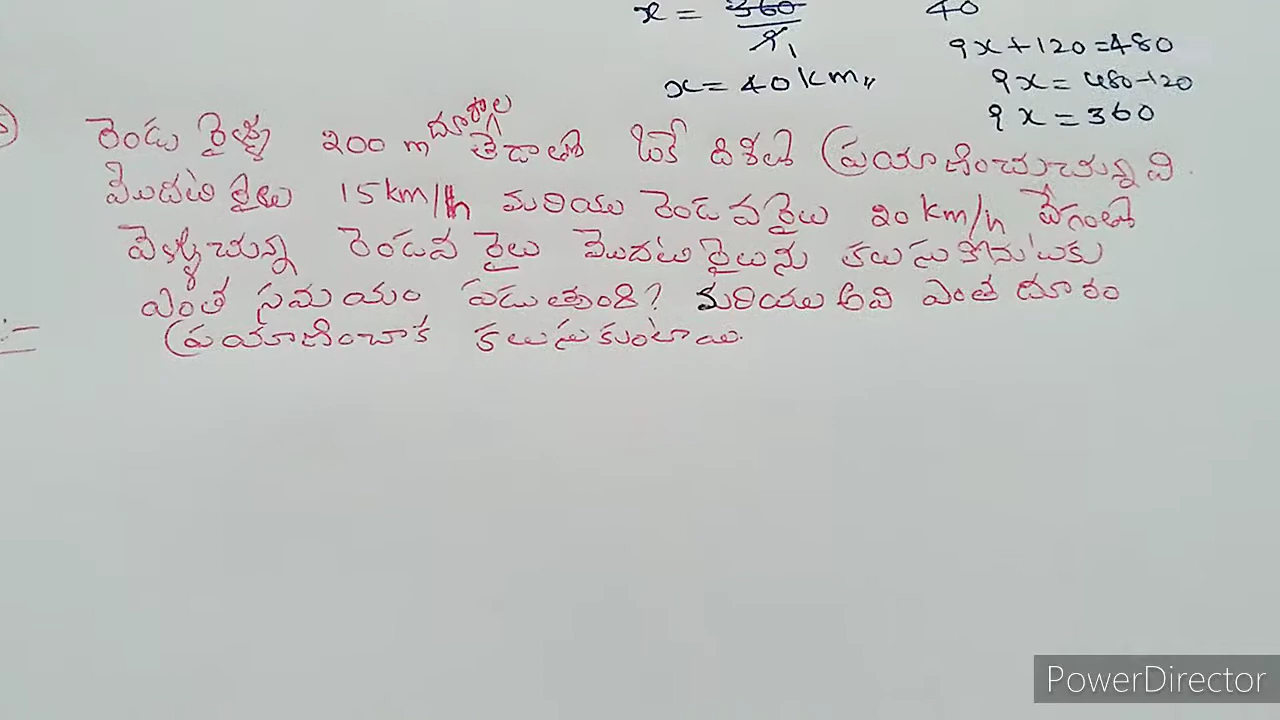 x = 360/9 1
40
9x+120=480
x = 40 km,,
9x = 480-120
9x = 360
రెండు రైళ్ళు 200 m దూరాల తేడాతో ఒకే దిశలో ప్రయాణించుచున్నవి.
మొదటి రైలు 15 km/h మరియు రెండవ రైలు 20 km/h వేగంతో
వెళ్ళుచున్న రెండవ రైలు మొదటి రైలును కలుసుకొనుటకు
ఎంత సమయం పడుతుంది? మరియు అవి ఎంత దూరం
ప్రయాణించాక కలుసుకుంటాయి.
PowerDirector